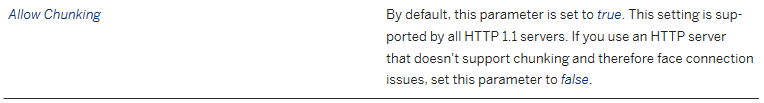 Allow Chunking
By default, this parameter is set to true. This setting is sup-
ported by all HTTP 1.1 servers. If you use an HTTP server
that doesn't support chunking and therefore face connection
issues, set this parameter to false.